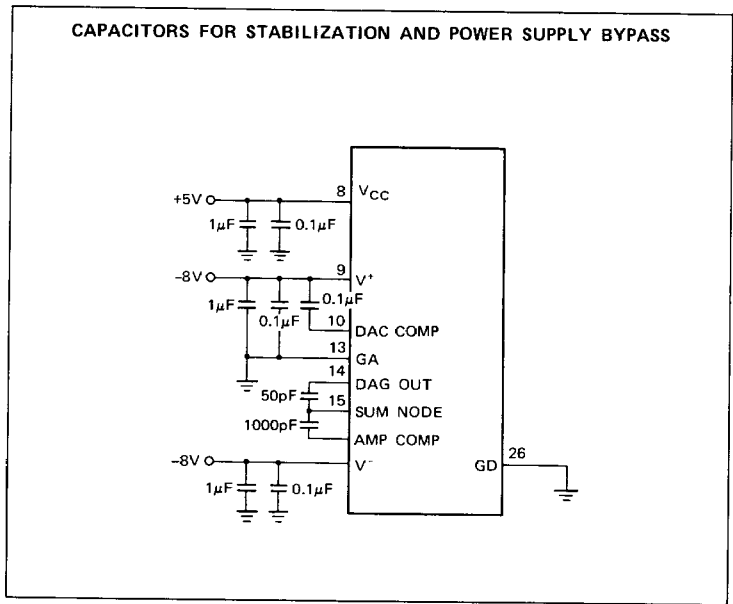 CAPACITORS FOR STABILIZATION AND POWER SUPPLY BYPASS
+5V
8
VCC
1μF
0.1μF
-8V
9
V+
1μF
0.1μF
0.1μF
10
DAC COMP
13
GA
14
DAG OUT
50pF
15
SUM NODE
1000pF
AMP COMP
-8V
V-
GD
26
1μF
0.1μF